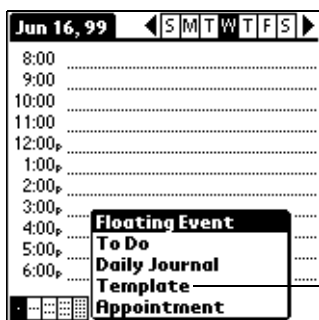 Jun 16, 99 S M T W T F S
8:00
9:00
10:00
11:00
12:00p
1:00p
2:00p
3:00p
4:00p
5:00p
6:00p
Floating Event
To Do
Daily Journal
Template
Appointment